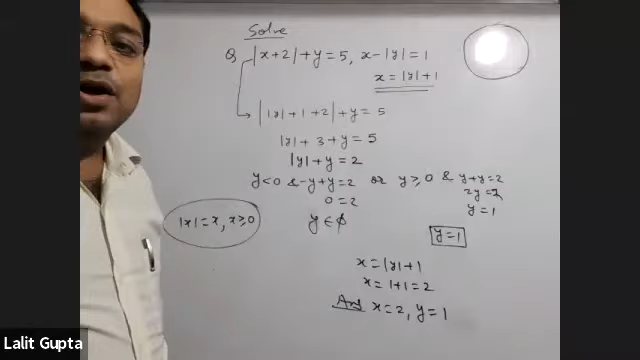 Solve
Q |x+2|+y=5, x-|y|=1
x=|y|+1
||y|+1+2|+y=5
|y|+3+y=5
|y|+y=2
y<0 & -y+y=2 or y≥0 & y+y=2
0=2
2y=2
y∈ϕ
y=1
|x|=x, x≥0
y=1
x=|y|+1
x=1+1=2
Ans x=2, y=1
Lalit Gupta